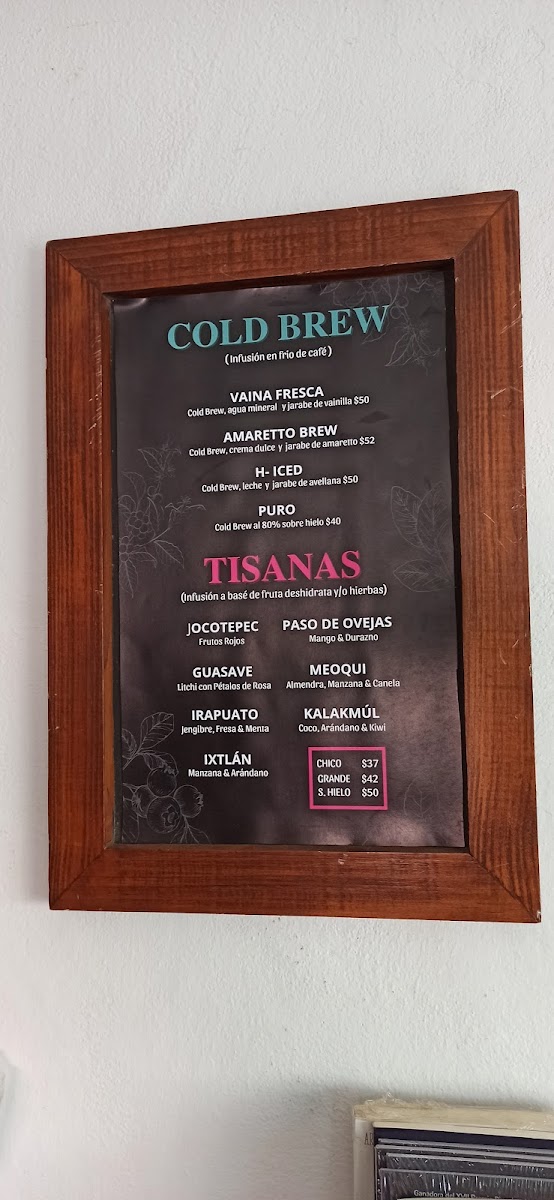 COLD BREW
(Infusión en frio de café)
VAINA FRESCA
Cold Brew, agua mineral y jarabe de vainilla $50
AMARETTO BREW
Cold Brew, crema dulce y jarabe de amaretto $52
H- ICED
Cold Brew, leche y jarabe de avellana $50
PURO
Cold Brew al 80% sobre hielo $40
TISANAS
(Infusión a basé de fruta deshidrata y/o hierbas)
JOCOTEPEC
Frutos Rojos
PASO DE OVEJAS
Mango & Durazno
GUASAVE
Litchi con Pétalos de Rosa
MEOQUI
Almendra, Manzana & Canela
IRAPUATO
Jengibre, Fresa & Menta
KALAKMÚL
Coco, Arándano & Kiwi
IXTLÁN
Manzana & Arándano
CHICO $37
GRANDE $42
S. HIELO $50